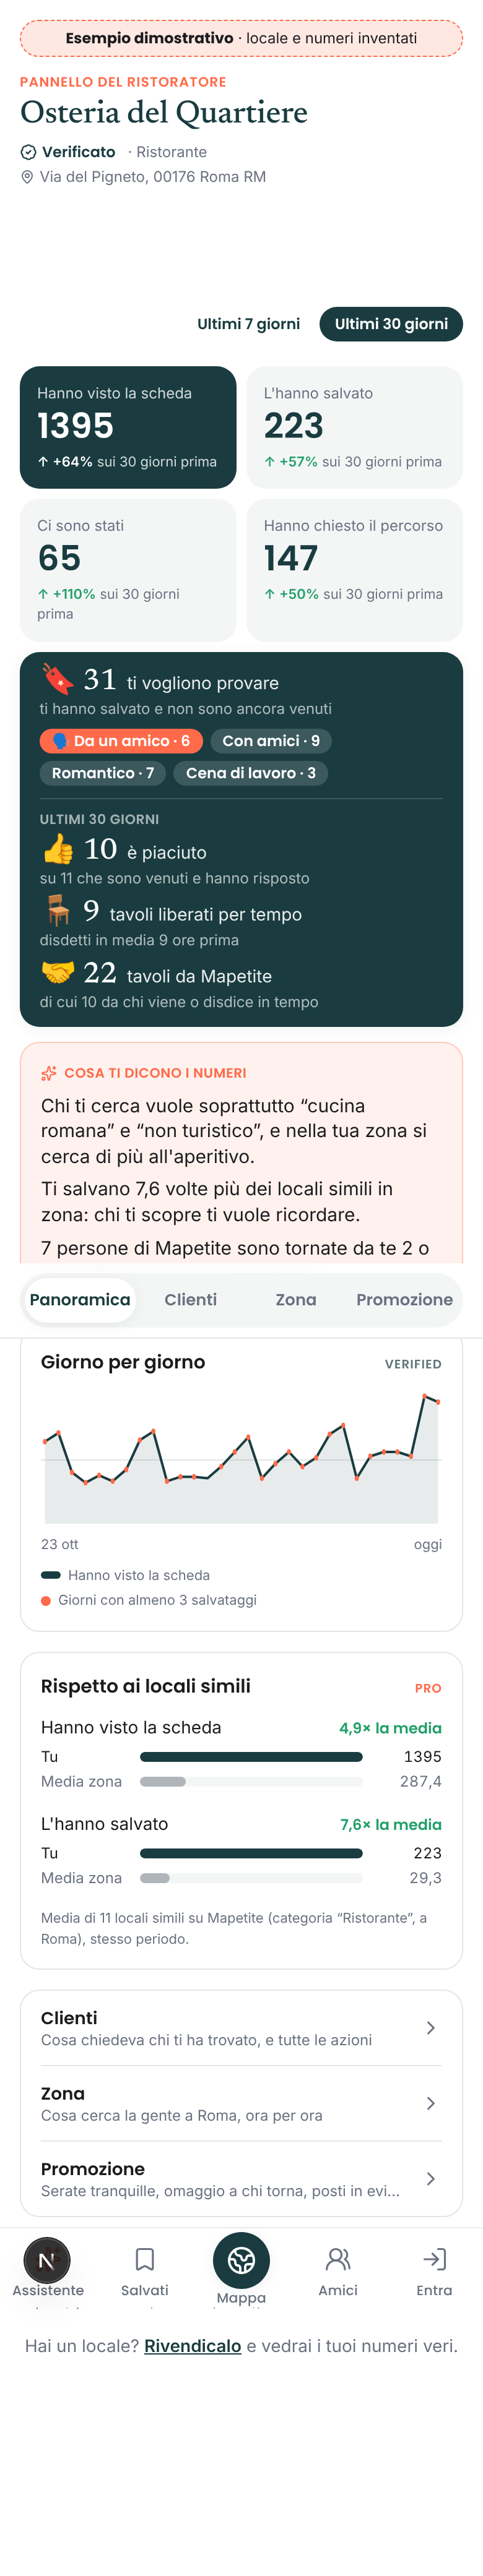 Esempio dimostrativo · locale e numeri inventati
PANNELLO DEL RISTORATORE
Osteria del Quartiere
Verificato · Ristorante
Via del Pigneto, 00176 Roma RM
Ultimi 7 giorni
Ultimi 30 giorni
Hanno visto la scheda
1395
↑ +64% sui 30 giorni prima
L'hanno salvato
223
↑ +57% sui 30 giorni prima
Ci sono stati
65
↑ +110% sui 30 giorni
prima
Hanno chiesto il percorso
147
↑ +50% sui 30 giorni prima
31 ti vogliono provare
ti hanno salvato e non sono ancora venuti
Da un amico · 6
Con amici · 9
Romantico · 7
Cena di lavoro · 3
ULTIMI 30 GIORNI
10 è piaciuto
su 11 che sono venuti e hanno risposto
9 tavoli liberati per tempo
disdetti in media 9 ore prima
22 tavoli da Mapetite
di cui 10 da chi viene o disdice in tempo
COSA TI DICONO I NUMERI
Chi ti cerca vuole soprattutto “cucina
romana” e “non turistico”, e nella tua zona si
cerca di più all'aperitivo.
Ti salvano 7,6 volte più dei locali simili in
zona: chi ti scopre ti vuole ricordare.
7 persone di Mapetite sono tornate da te 2 o
Panoramica
Clienti
Zona
Promozione
Giorno per giorno
VERIFIED
23 ott
oggi
Hanno visto la scheda
Giorni con almeno 3 salvataggi
Rispetto ai locali simili
PRO
Hanno visto la scheda
4,9× la media
Tu
1395
Media zona
287,4
L'hanno salvato
7,6× la media
Tu
223
Media zona
29,3
Media di 11 locali simili su Mapetite (categoria “Ristorante”, a
Roma), stesso periodo.
Clienti
Cosa chiedeva chi ti ha trovato, e tutte le azioni
Zona
Cosa cerca la gente a Roma, ora per ora
Promozione
Serate tranquille, omaggio a chi torna, posti in evi...
N
Assistente
Salvati
Mappa
Amici
Entra
Hai un locale? Rivendicalo e vedrai i tuoi numeri veri.